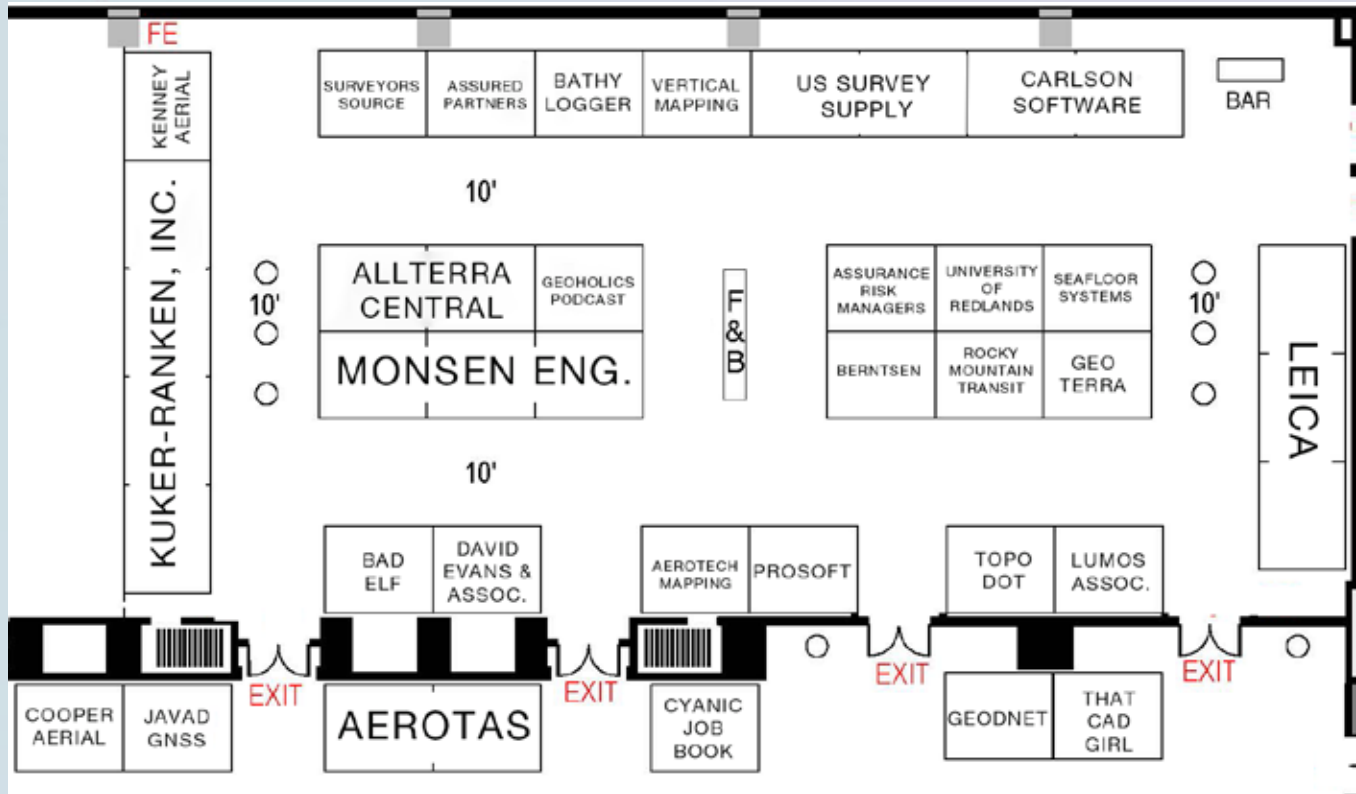 FE
KENNEY
AERIAL
SURVEYORS
SOURCE
ASSURED
PARTNERS
BATHY
LOGGER
VERTICAL
MAPPING
US SURVEY
SUPPLY
CARLSON
SOFTWARE
BAR
10'
KUKER-RANKEN, INC.
10'
ALLTERRA
CENTRAL
GEOHOLICS
PODCAST
MONSEN ENG.
F&B
ASSURANCE
RISK
MANAGERS
UNIVERSITY
OF
REDLANDS
SEAFLOOR
SYSTEMS
BERNTSEN
ROCKY
MOUNTAIN
TRANSIT
GEO
TERRA
10'
LEICA
10'
BAD
ELF
DAVID
EVANS &
ASSOC.
AEROTECH
MAPPING
PROSOFT
TOPO
DOT
LUMOS
ASSOC.
EXIT
EXIT
EXIT
EXIT
COOPER
AERIAL
JAVAD
GNSS
AEROTAS
CYANIC
JOB
BOOK
GEODNET
THAT
CAD
GIRL